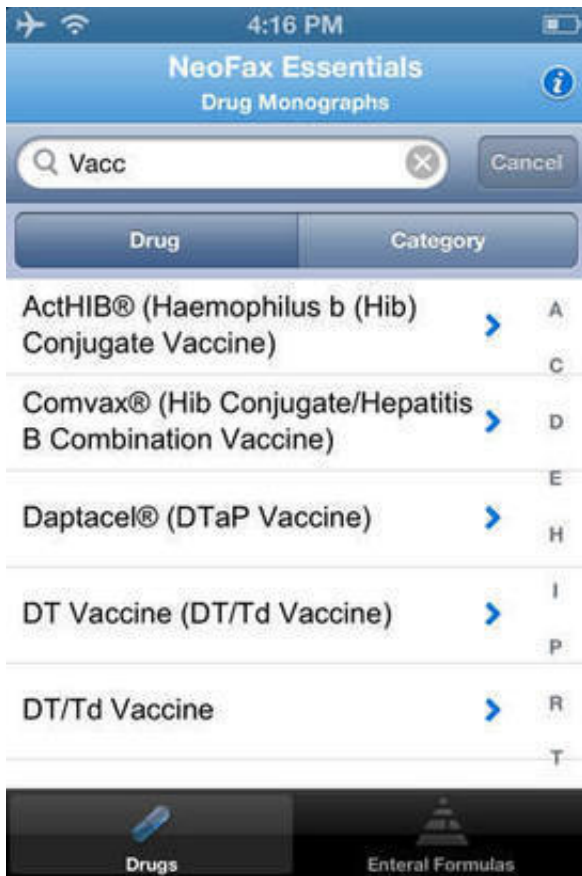 4:16 PM
NeoFax Essentials
Drug Monographs
Vacc
Cancel
Drug
Category
ActHIB® (Haemophilus b (Hib)
Conjugate Vaccine)
Comvax® (Hib Conjugate/Hepatitis
B Combination Vaccine)
Daptacel® (DTaP Vaccine)
DT Vaccine (DT/Td Vaccine)
DT/Td Vaccine
A
C
D
E
H
I
P
R
T
Drugs
Enteral Formulas